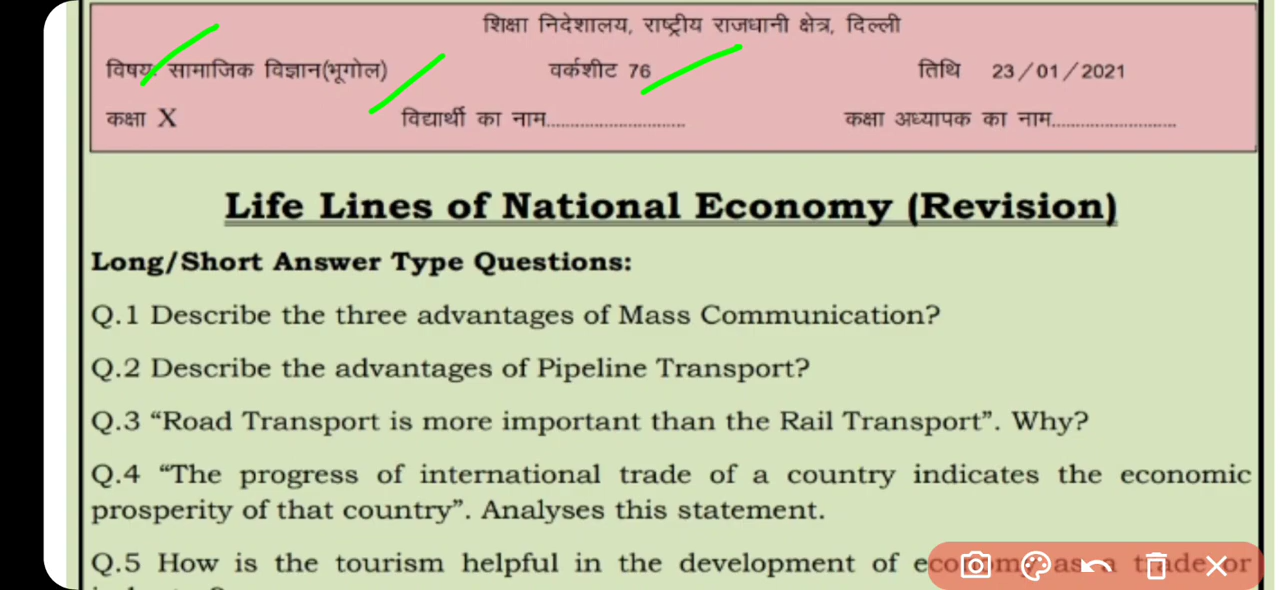 शिक्षा निदेशालय, राष्ट्रीय राजधानी क्षेत्र, दिल्ली
विषय: सामाजिक विज्ञान(भूगोल) वर्कशीट 76 तिथि 23/01/2021
कक्षा X विद्यार्थी का नाम............................. कक्षा अध्यापक का नाम..........................
Life Lines of National Economy (Revision)
Long/Short Answer Type Questions:
Q.1 Describe the three advantages of Mass Communication?
Q.2 Describe the advantages of Pipeline Transport?
Q.3 “Road Transport is more important than the Rail Transport”. Why?
Q.4 “The progress of international trade of a country indicates the economic
prosperity of that country”. Analyses this statement.
Q.5 How is the tourism helpful in the development of economy as a trade or